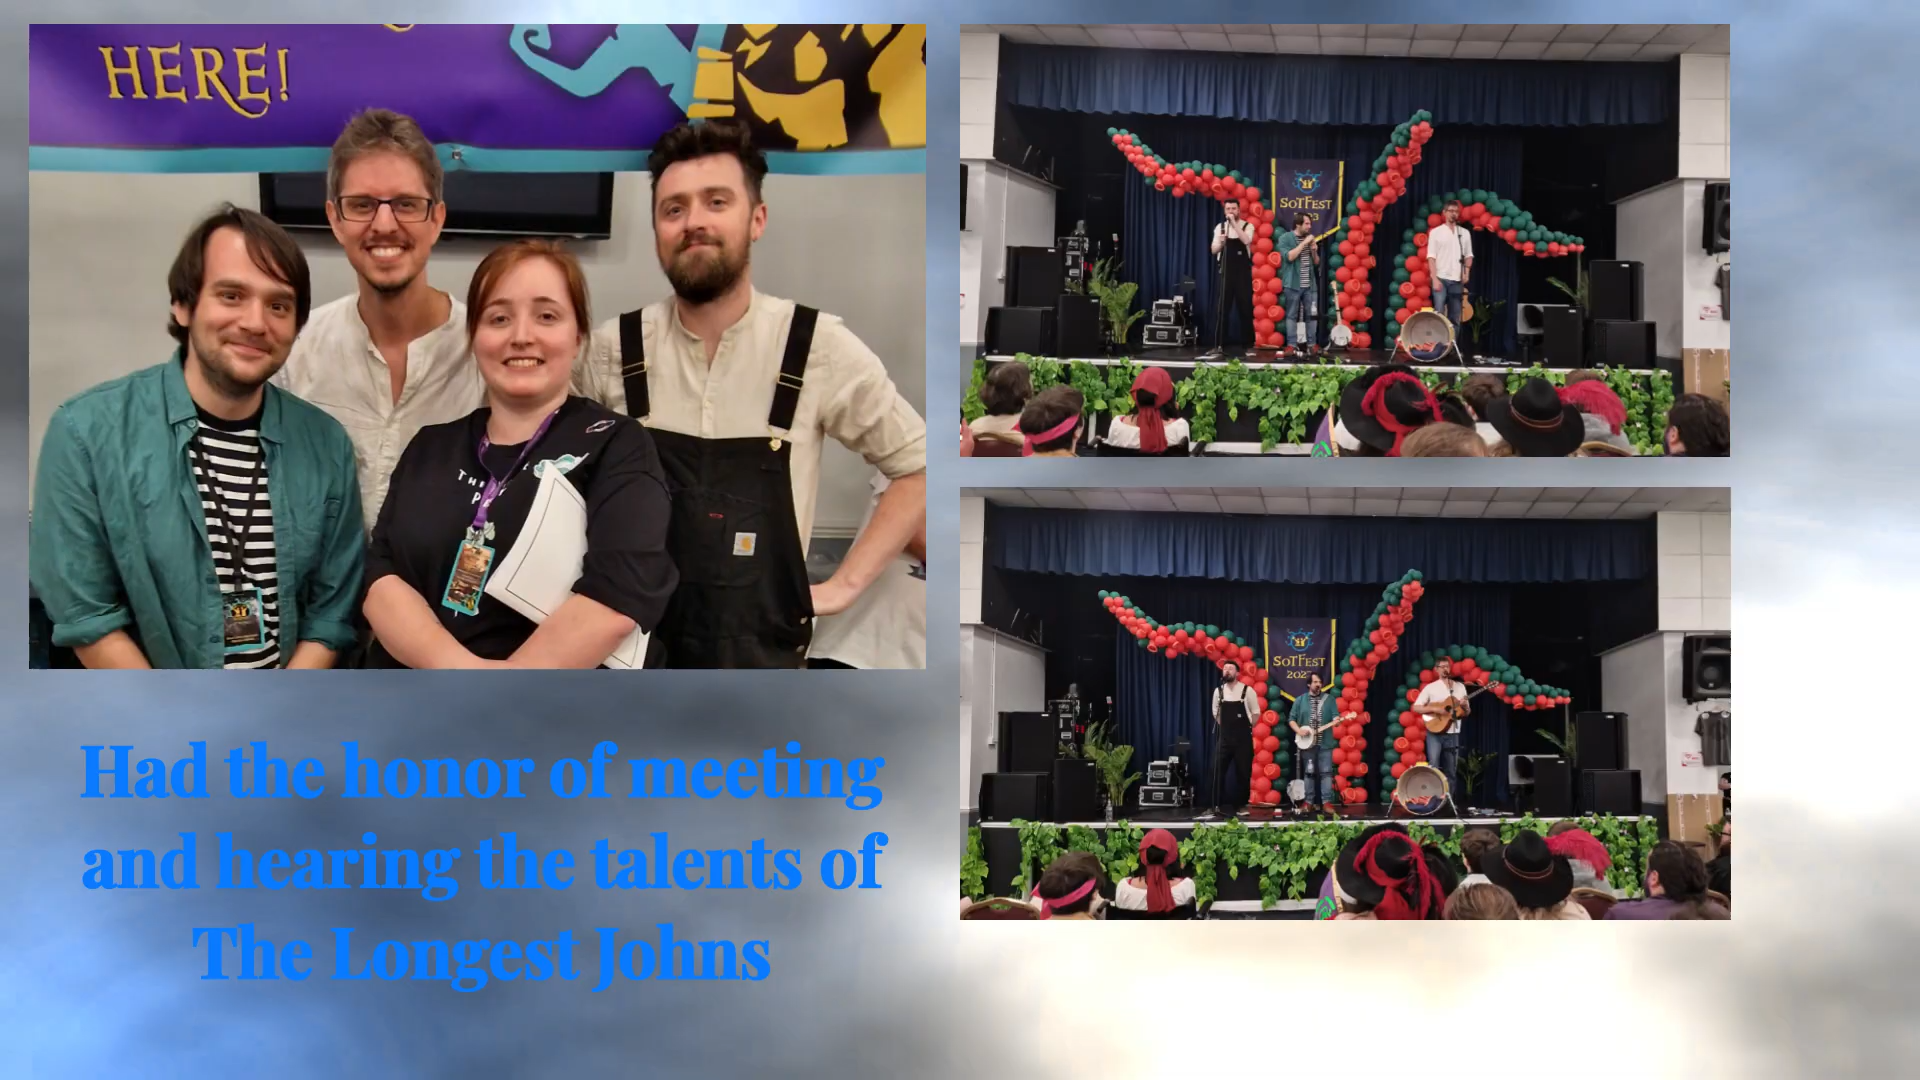 HERE!
SoTFEST
SoTFEST
Had the honor of meeting
and hearing the talents of
The Longest Johns